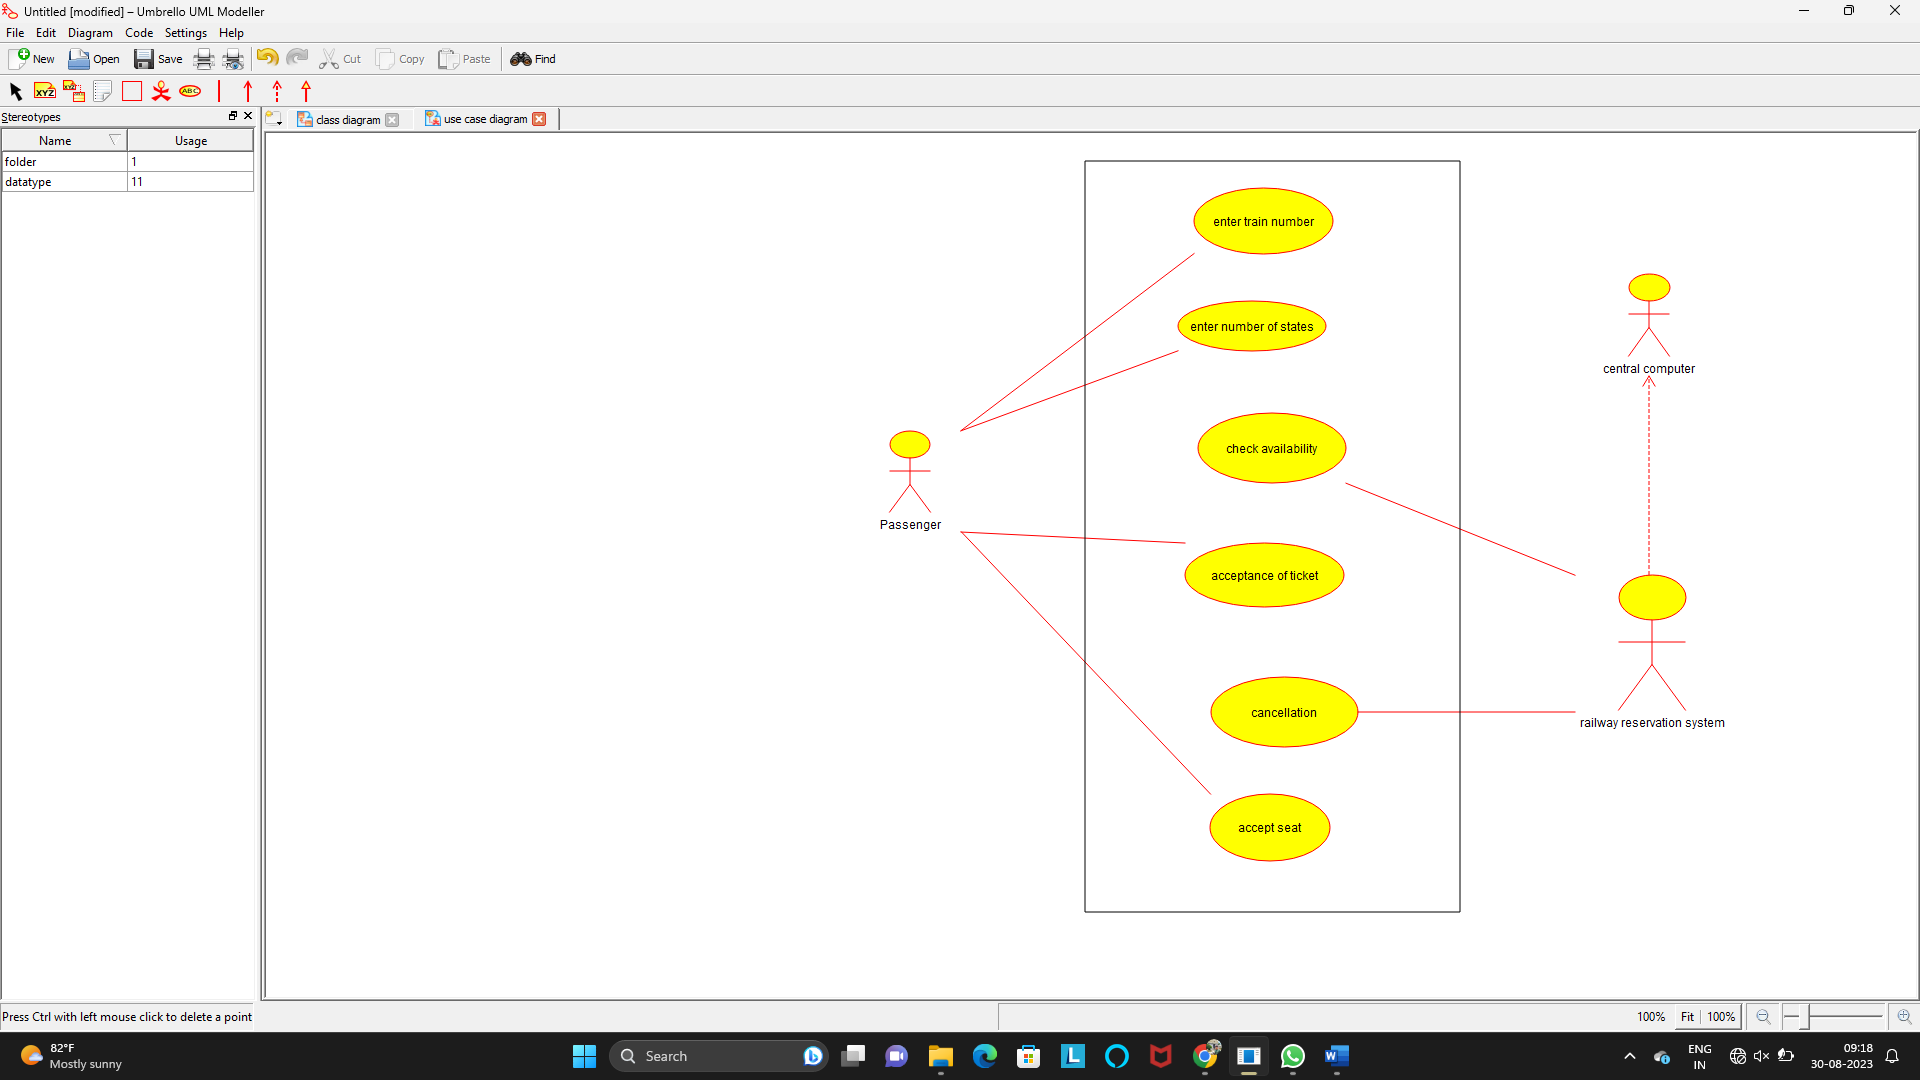 Untitled [modified] – Umbrello UML Modeller
File Edit Diagram Code Settings Help
New Open Save Cut Copy Paste Find
XYZ XYZ ABC
Stereotypes
class diagram use case diagram
Name Usage
folder 1
datatype 11
enter train number
enter number of states
central computer
check availability
Passenger
acceptance of ticket
cancellation
railway reservation system
accept seat
Press Ctrl with left mouse click to delete a point
100% Fit 100%
82°F
Mostly sunny
Search
L
W
ENG
IN
09:18
30-08-2023